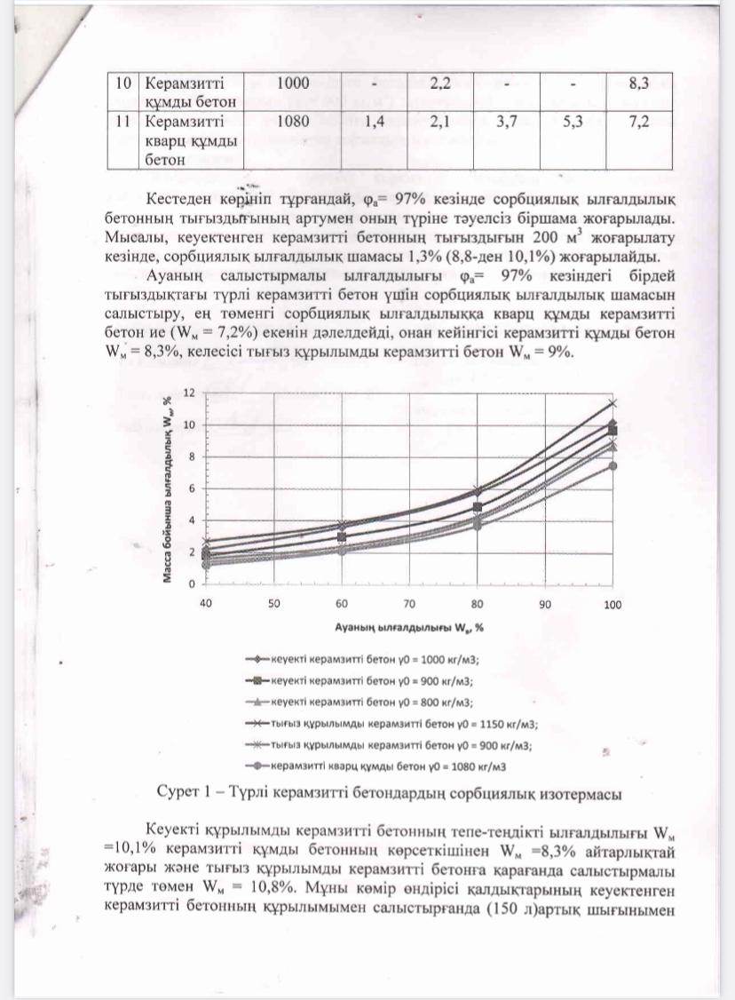 10 Керамзитті 1000 - 2,2 - - 8,3
құмды бетон
11 Керамзитті 1080 1,4 2,1 3,7 5,3 7,2
кварц құмды
бетон
Кестеден көрініп тұрғандай, φа= 97% кезінде сорбциялық ылғалдылық
бетонның тығыздығының артумен оның түріне тәуелсіз біршама жоғарылады.
Мысалы, кеуектенген керамзитті бетонның тығыздығын 200 м³ жоғарылату
кезінде, сорбциялық ылғалдылық шамасы 1,3% (8,8-ден 10,1%) жоғарылайды.
Ауаның салыстырмалы ылғалдылығы φа= 97% кезіндегі бірдей
тығыздықтағы түрлі керамзитті бетон үшін сорбциялық ылғалдылық шамасын
салыстыру, ең төменгі сорбциялық ылғалдылыққа кварц құмды керамзитті
бетон ие (Wм = 7,2%) екенін дәлелдейді, онан кейінгісі керамзитті құмды бетон
Wм = 8,3%, келесісі тығыз құрылымды керамзитті бетон Wм = 9%.
Масса бойынша ылғалдылық Wм, %
12
10
8
6
4
2
0
40 50 60 70 80 90 100
Ауаның ылғалдылығы Wв, %
кеуекті керамзитті бетон γ0 = 1000 кг/м3;
кеуекті керамзитті бетон γ0 = 900 кг/м3;
кеуекті керамзитті бетон γ0 = 800 кг/м3;
тығыз құрылымды керамзитті бетон γ0 = 1150 кг/м3;
тығыз құрылымды керамзитті бетон γ0 = 900 кг/м3;
керамзитті кварц құмды бетон γ0 = 1080 кг/м3
Сурет 1 – Түрлі керамзитті бетондардың сорбциялық изотермасы
Кеуекті құрылымды керамзитті бетонның тепе-теңдікті ылғалдылығы Wм
=10,1% керамзитті құмды бетонның көрсеткішінен Wм =8,3% айтарлықтай
жоғары және тығыз құрылымды керамзитті бетонға қарағанда салыстырмалы
түрде төмен Wм = 10,8%. Мұны көмір өндірісі қалдықтарының кеуектенген
керамзитті бетонның құрылымымен салыстырғанда (150 л)артық шығынымен